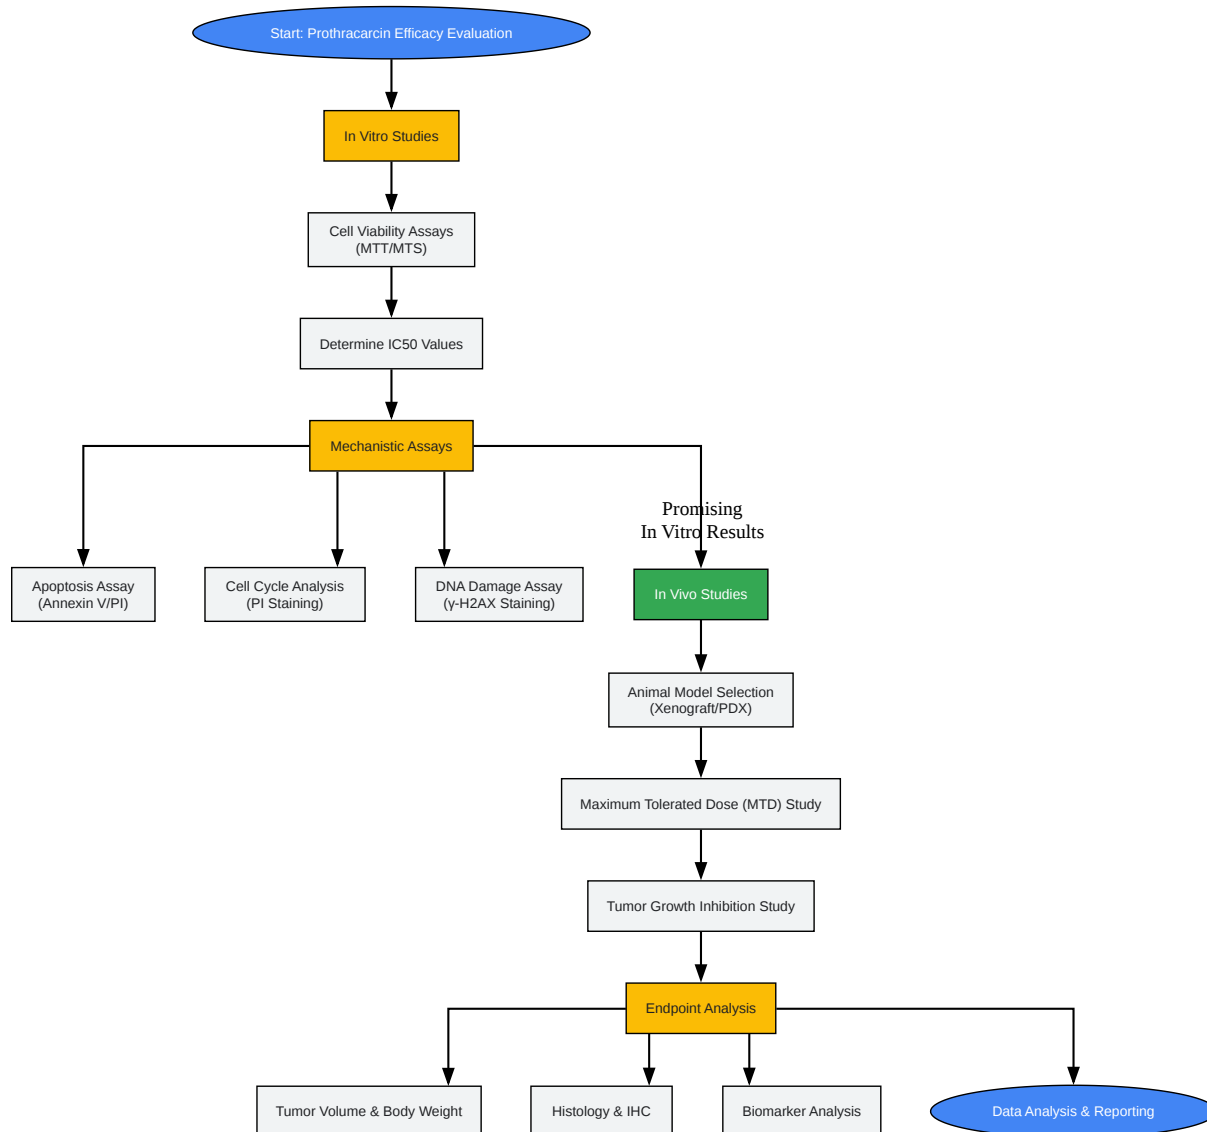 Start: Prothracarcin Efficacy Evaluation
In Vitro Studies
Cell Viability Assays
(MTT/MTS)
Determine IC50 Values
Mechanistic Assays
Promising
In Vitro Results
Apoptosis Assay
(Annexin V/PI)
Cell Cycle Analysis
(PI Staining)
DNA Damage Assay
(γ-H2AX Staining)
In Vivo Studies
Animal Model Selection
(Xenograft/PDX)
Maximum Tolerated Dose (MTD) Study
Tumor Growth Inhibition Study
Endpoint Analysis
Tumor Volume & Body Weight
Histology & IHC
Biomarker Analysis
Data Analysis & Reporting